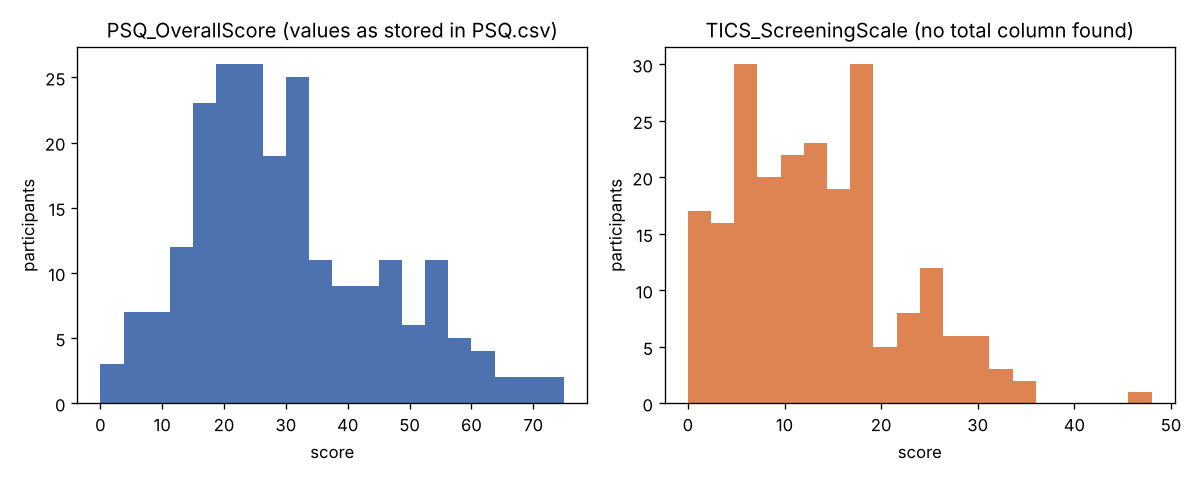 PSQ_OverallScore (values as stored in PSQ.csv)
participants
25
20
15
10
5
0
0 10 20 30 40 50 60 70
score
TICS_ScreeningScale (no total column found)
participants
30
25
20
15
10
5
0
0 10 20 30 40 50
score